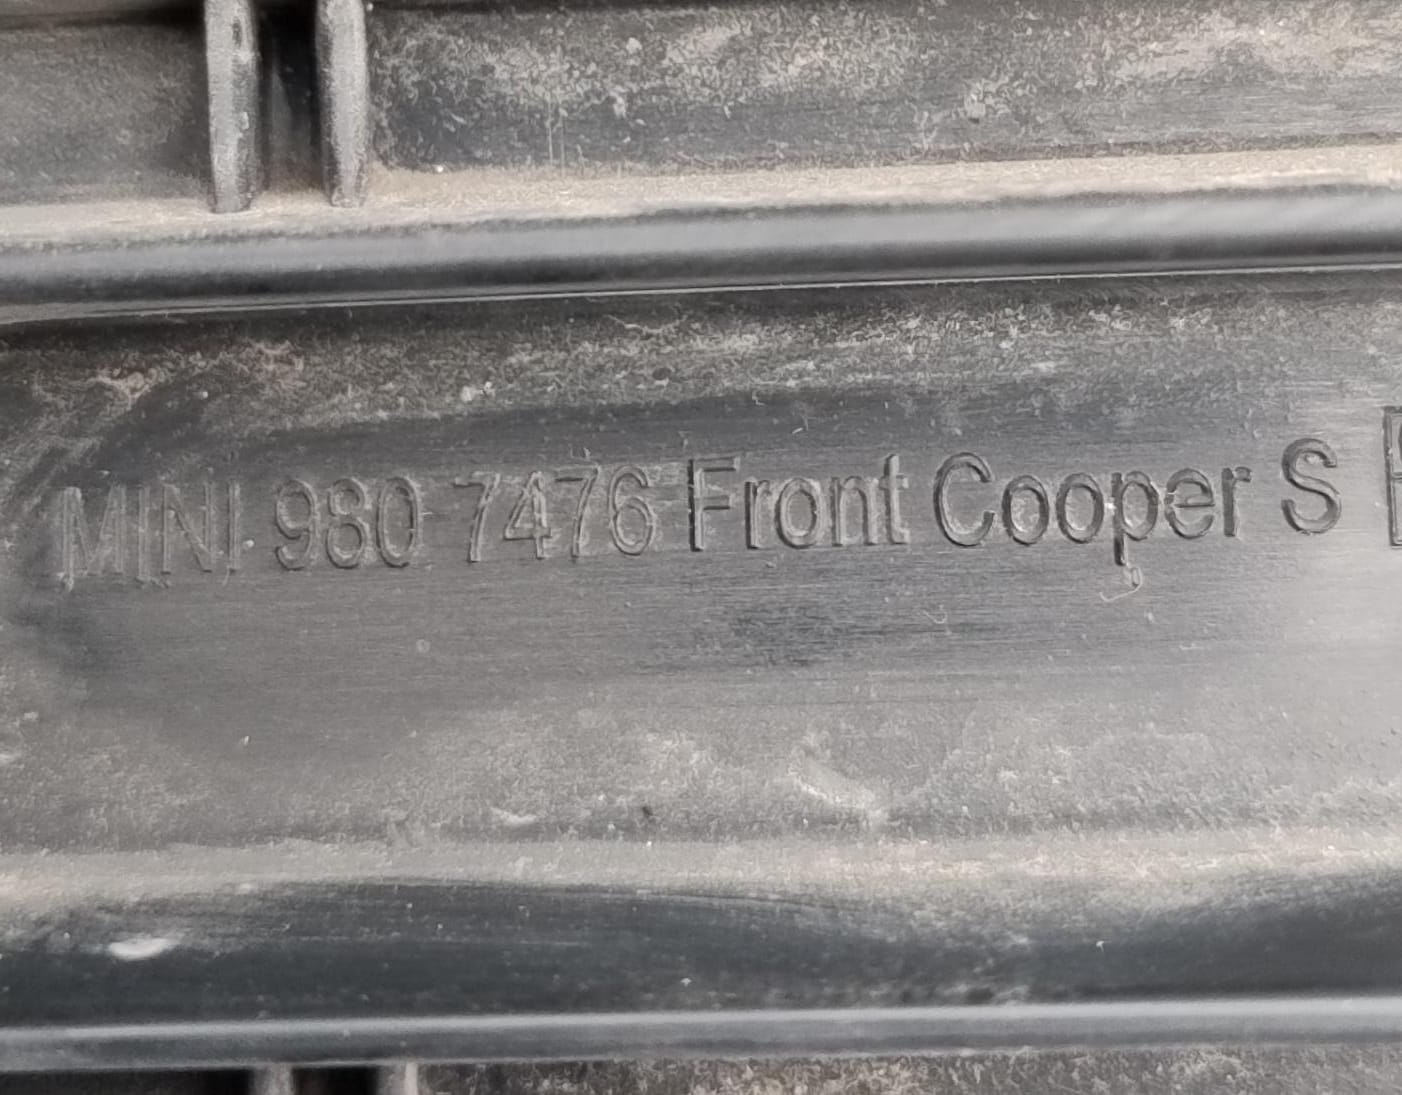 MINI 980 7476 Front Cooper S